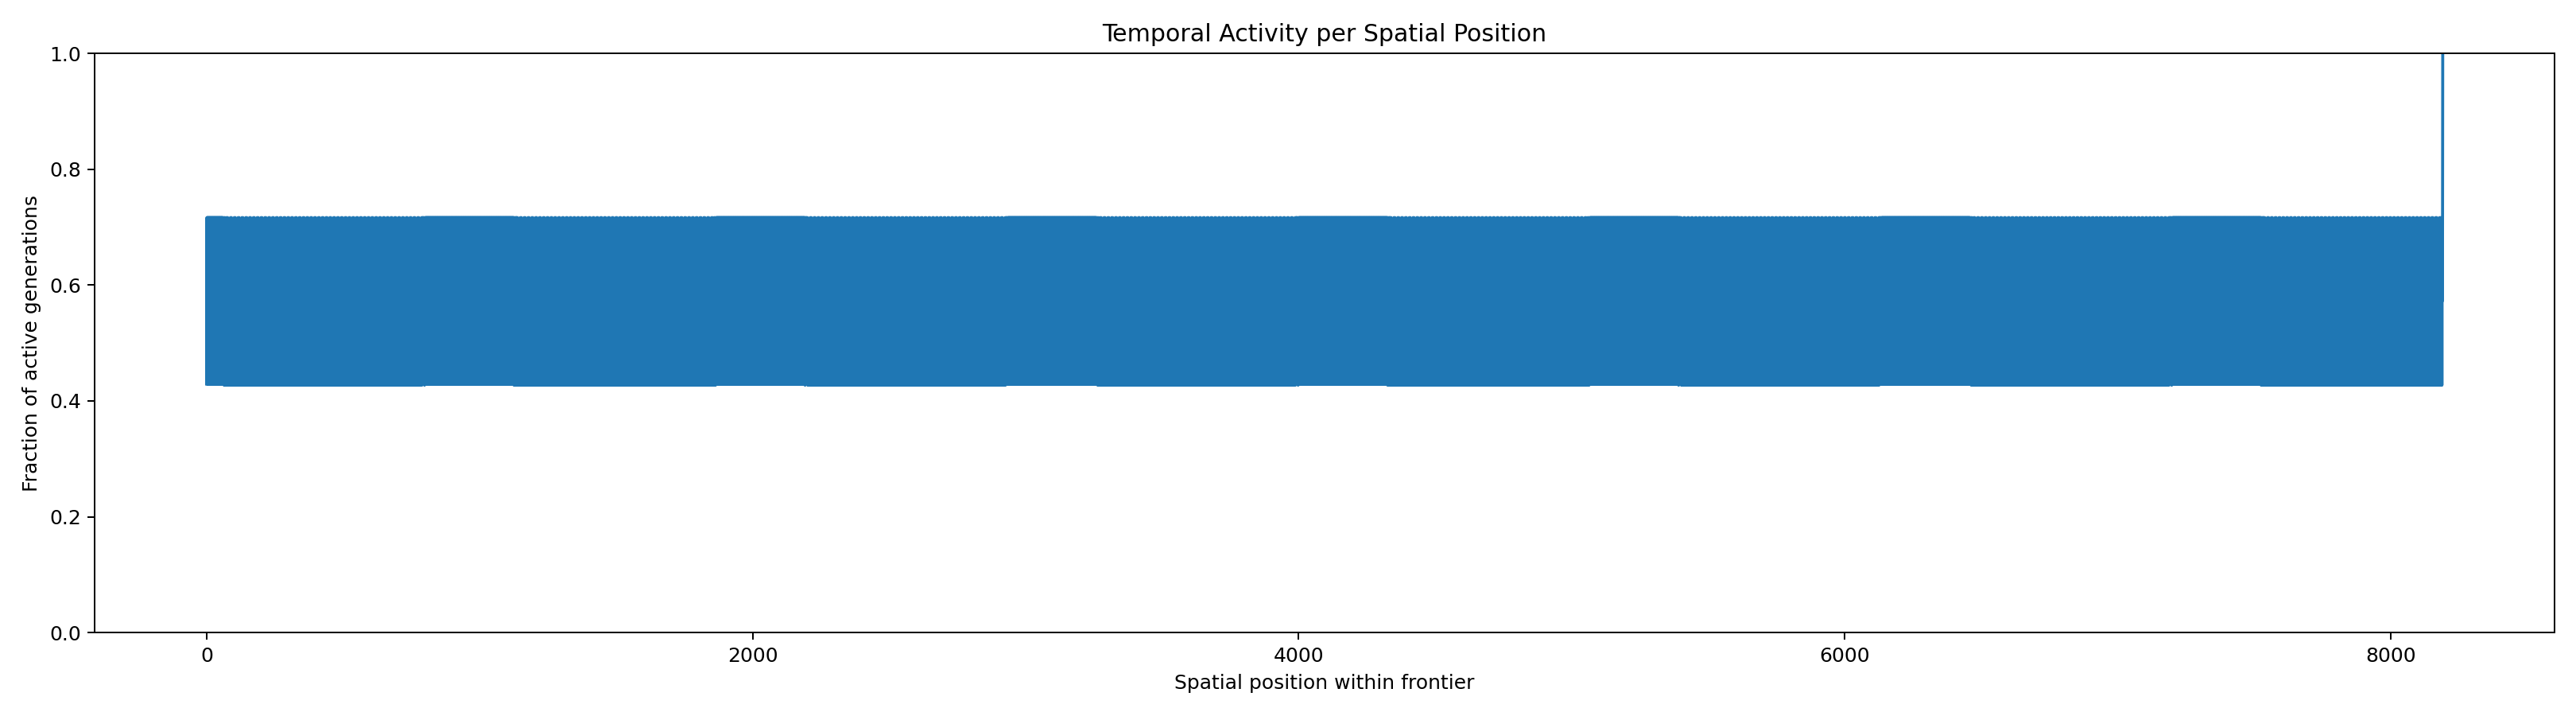 Temporal Activity per Spatial Position
Fraction of active generations
1.0
0.8
0.6
0.4
0.2
0.0
0 2000 4000 6000 8000
Spatial position within frontier